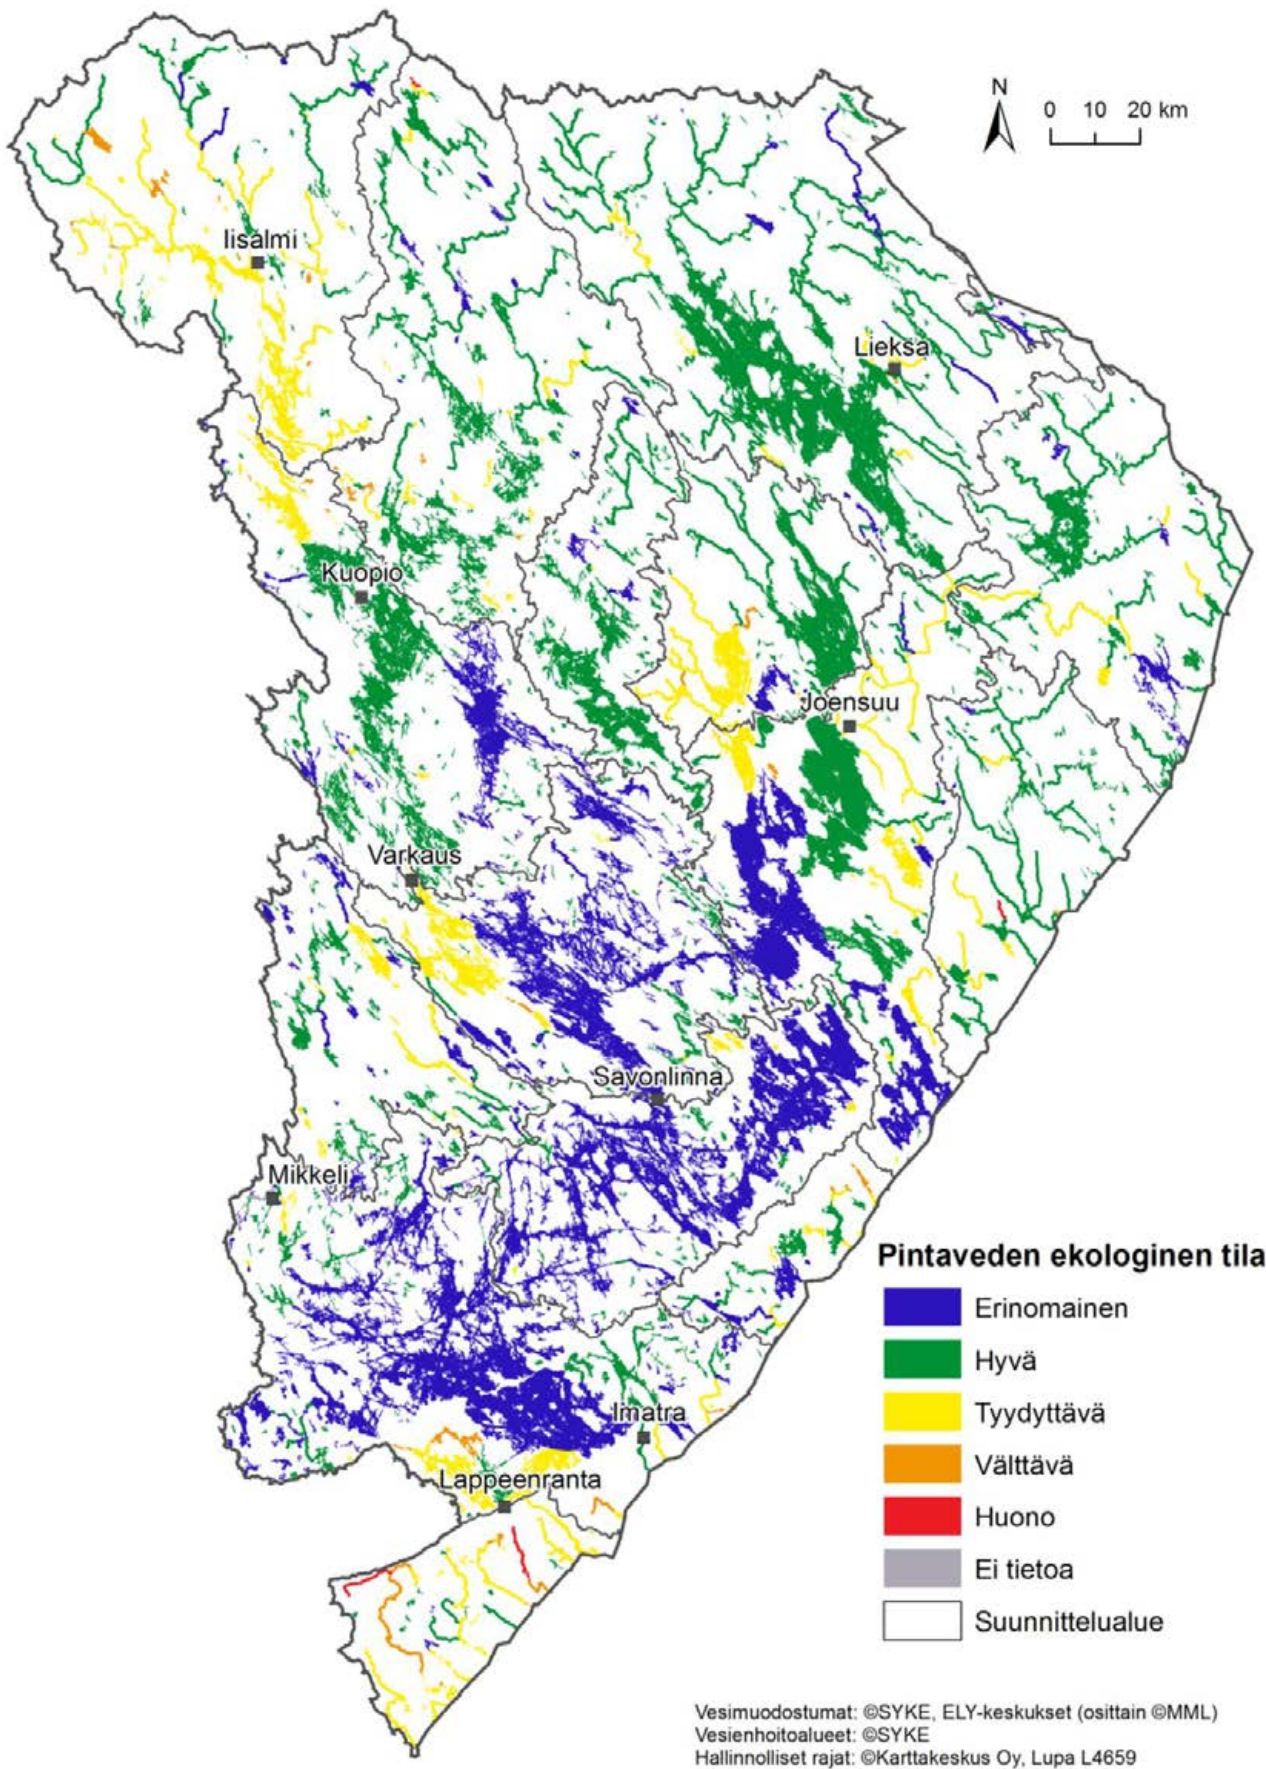 N
0 10 20 km
Iisalmi
Lieksa
Kuopio
Joensuu
Varkaus
Savonlinna
Mikkeli
Imatra
Lappeenranta
Pintaveden ekologinen tila
Erinomainen
Hyvä
Tyydyttävä
Välttävä
Huono
Ei tietoa
Suunnittelualue
Vesimuodostumat: ©SYKE, ELY-keskukset (osittain ©MML)
Vesienhoitoalueet: ©SYKE
Hallinnolliset rajat: ©Karttakeskus Oy, Lupa L4659